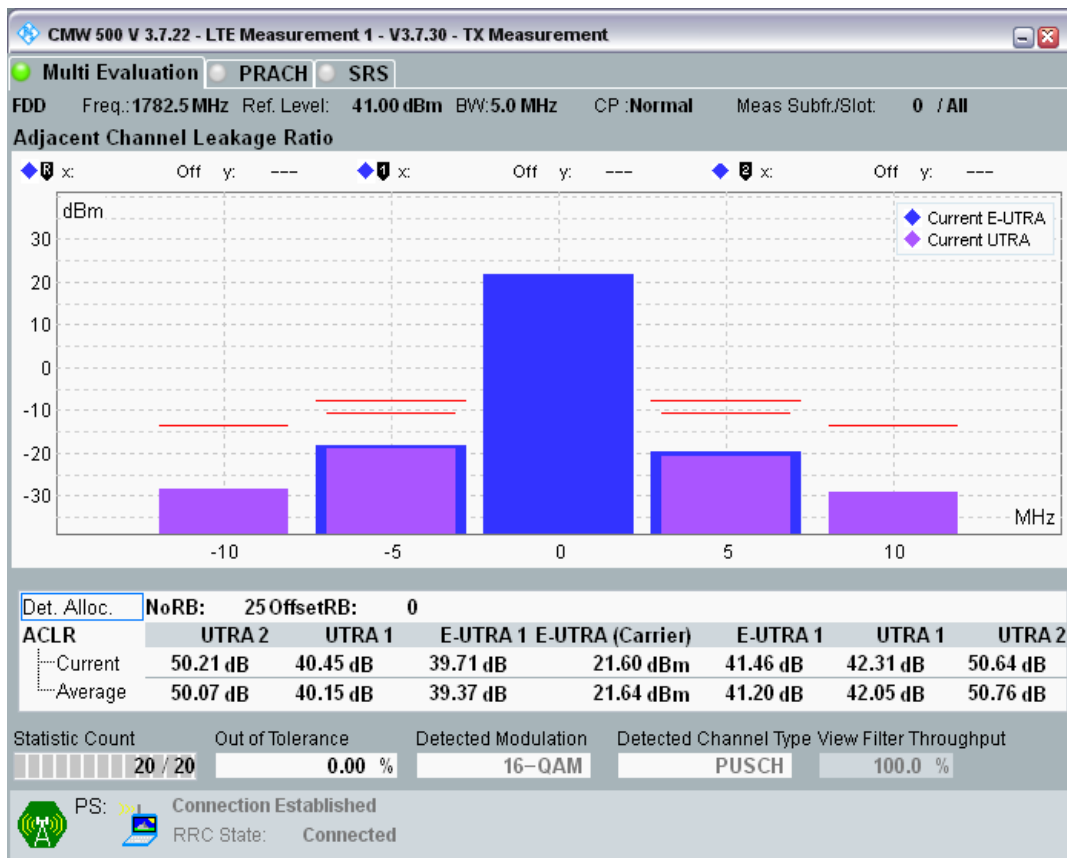 CMW 500 V 3.7.22 - LTE Measurement 1 - V3.7.30 - TX Measurement
Multi Evaluation PRACH SRS
FDD Freq.: 1782.5 MHz Ref. Level: 41.00 dBm BW: 5.0 MHz CP : Normal Meas Subfr./Slot: 0 / All
Adjacent Channel Leakage Ratio
R x: Off y: --- 1 x: Off y: --- 2 x: Off y: ---
dBm
Current E-UTRA
Current UTRA
30
20
10
0
-10
-20
-30
MHz
-10 -5 0 5 10
Det. Alloc. NoRB: 25 OffsetRB: 0
ACLR UTRA 2 UTRA 1 E-UTRA 1 E-UTRA (Carrier) E-UTRA 1 UTRA 1 UTRA 2
Current 50.21 dB 40.45 dB 39.71 dB 21.60 dBm 41.46 dB 42.31 dB 50.64 dB
Average 50.07 dB 40.15 dB 39.37 dB 21.64 dBm 41.20 dB 42.05 dB 50.76 dB
Statistic Count Out of Tolerance Detected Modulation Detected Channel Type View Filter Throughput
20 / 20 0.00 % 16-QAM PUSCH 100.0 %
PS: Connection Established
RRC State: Connected